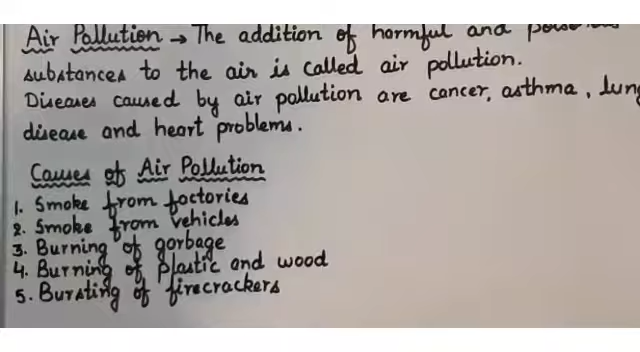 Air Pollution → The addition of harmful and
substances to the air is called air pollution.
Diseases caused by air pollution are cancer, asthma,
disease and heart problems.
Causes of Air Pollution
1. Smoke from factories
2. Smoke from vehicles
3. Burning of garbage
4. Burning of plastic and wood
5. Bursting of firecrackers